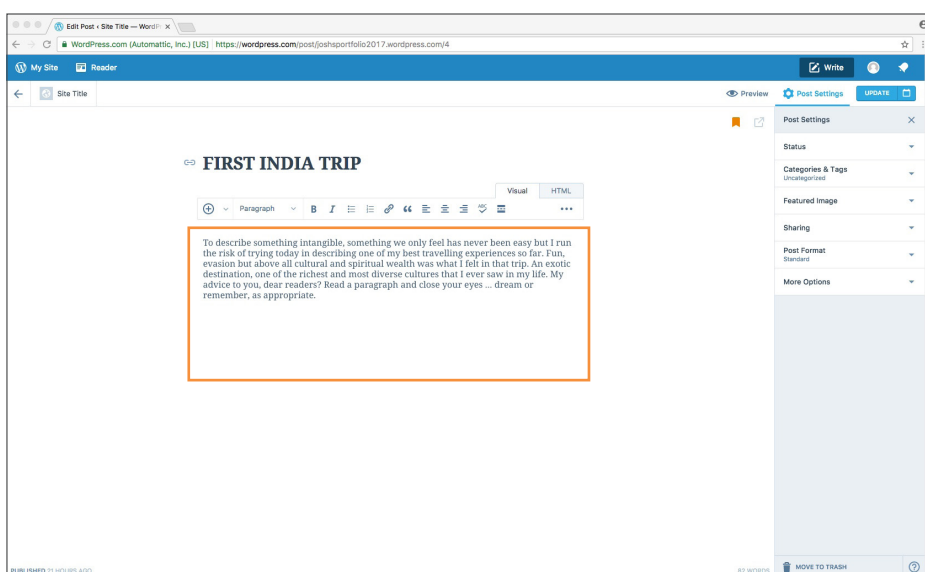 Edit Post ‹ Site Title — WordPr
WordPress.com (Automattic, Inc.) [US] https://wordpress.com/post/joshsportfolio2017.wordpress.com/4
My Site Reader Write
Site Title Preview Post Settings UPDATE
Post Settings
Status
Categories & Tags
Uncategorized
Featured Image
Sharing
Post Format
Standard
More Options
FIRST INDIA TRIP
Visual HTML
Paragraph B I ABC
To describe something intangible, something we only feel has never been easy but I run
the risk of trying today in describing one of my best travelling experiences so far. Fun,
evasion but above all cultural and spiritual wealth was what I felt in that trip. An exotic
destination, one of the richest and most diverse cultures that I ever saw in my life. My
advice to you, dear readers? Read a paragraph and close your eyes ... dream or
remember, as appropriate.
PUBLISHED 21 HOURS AGO
82 WORDS
MOVE TO TRASH